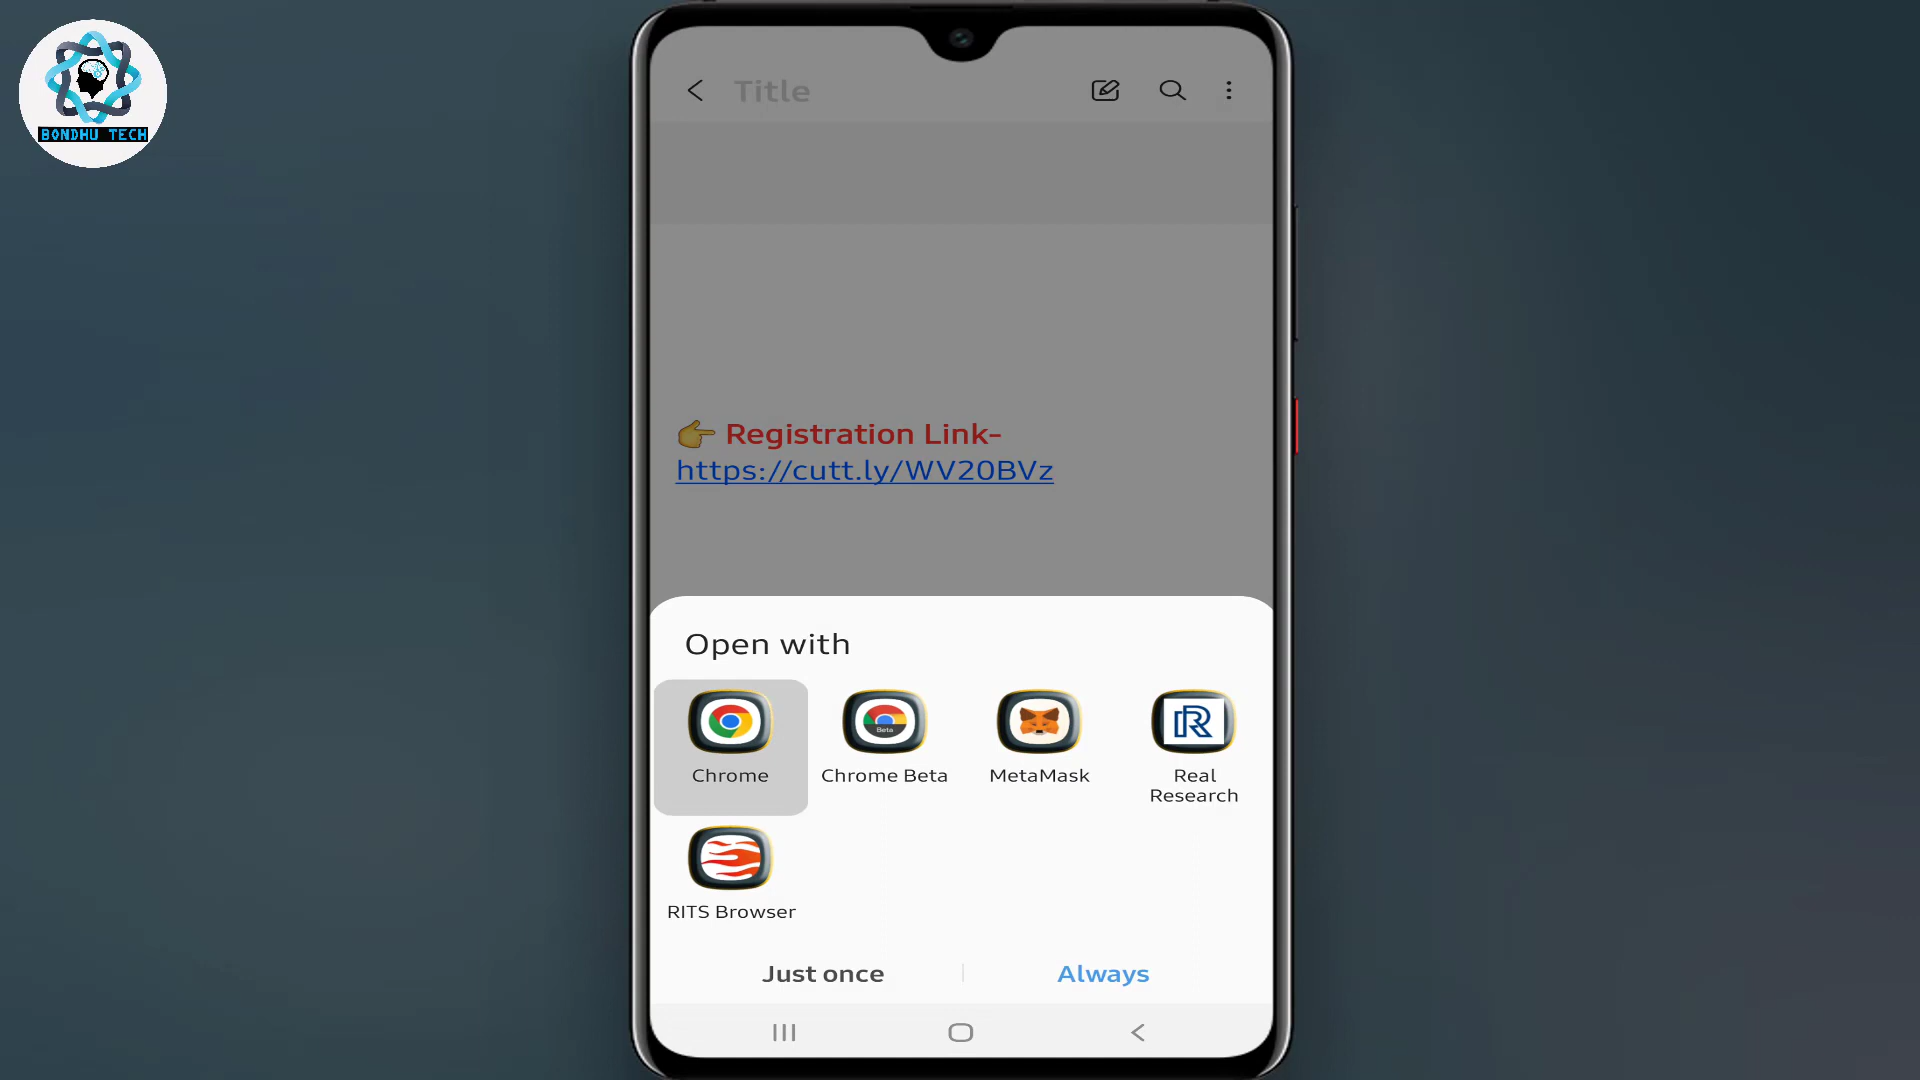 BONDHU TECH
Title
👉 Registration Link-
https://cutt.ly/WV20BVz
Open with
Chrome
Beta
Chrome Beta
MetaMask
Real
Research
RITS Browser
Just once
Always